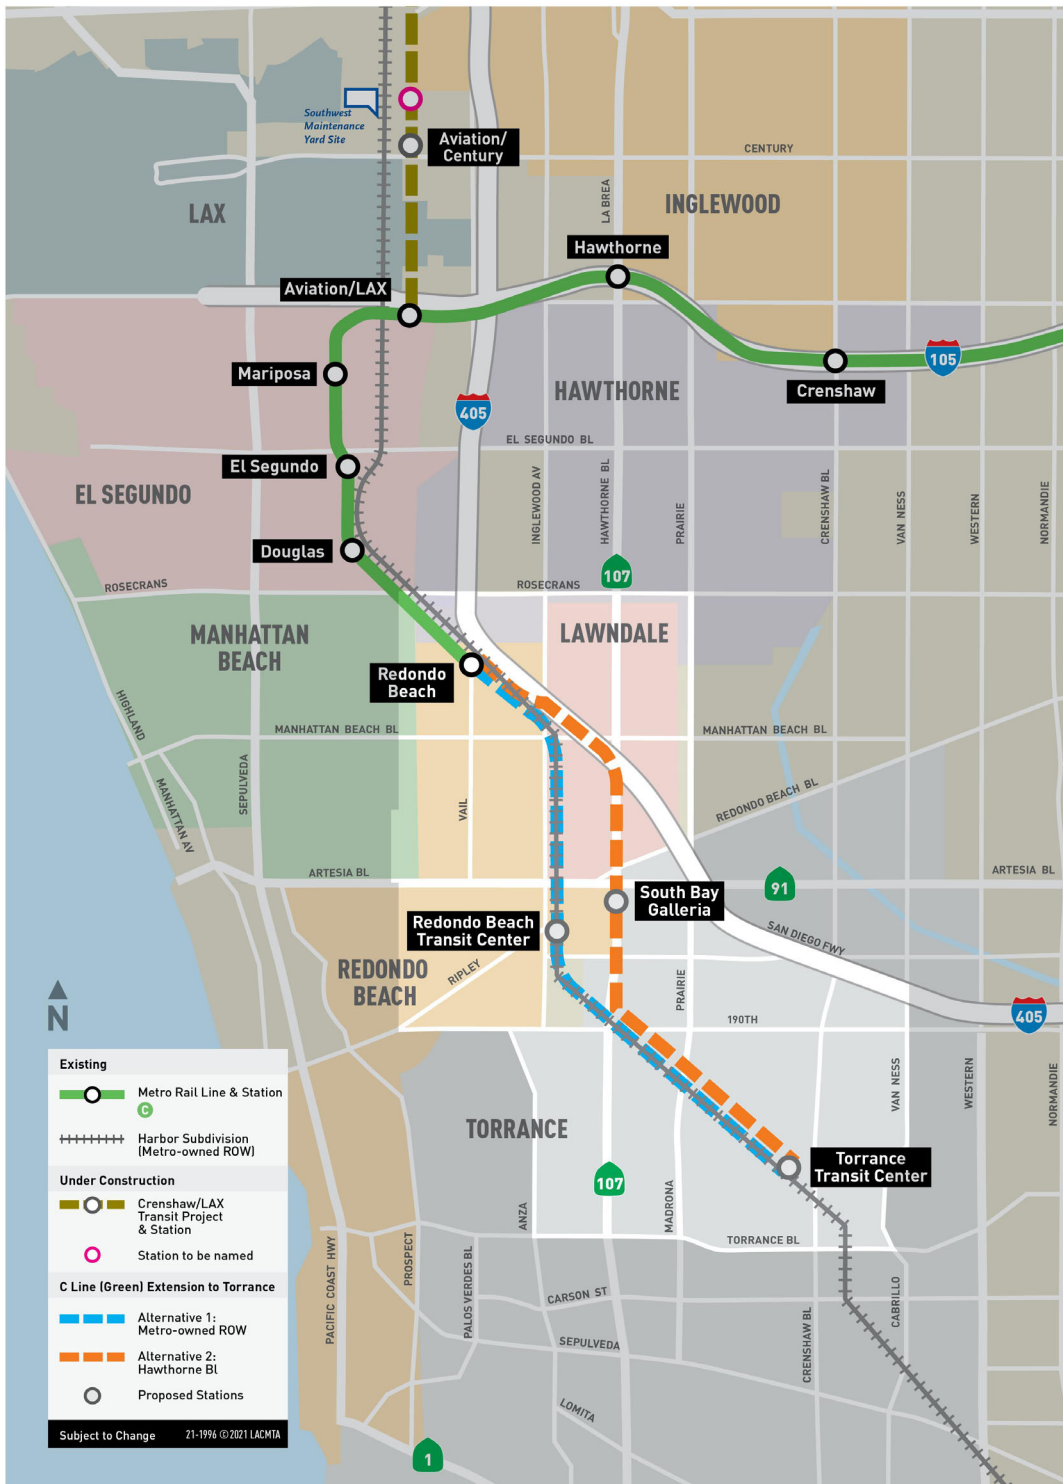 Southwest
Maintenance
Yard Site
Aviation/
Century
CENTURY
LA BREA
LAX
INGLEWOOD
Hawthorne
Aviation/LAX
Mariposa
105
Crenshaw
HAWTHORNE
405
EL SEGUNDO BL
El Segundo
EL SEGUNDO
INGLEWOOD AV
HAWTHORNE BL
PRAIRIE
CRENSHAW BL
VAN NESS
WESTERN
NORMANDIE
Douglas
107
ROSECRANS
ROSECRANS
MANHATTAN
BEACH
LAWNDALE
Redondo
Beach
HIGHLAND
MANHATTAN BEACH BL
MANHATTAN BEACH BL
SEPULVEDA
MANHATTAN AV
VAIL
REDONDO BEACH BL
ARTESIA BL
91
ARTESIA BL
South Bay
Galleria
Redondo Beach
Transit Center
SAN DIEGO FWY
REDONDO
BEACH
RIPLEY
PRAIRIE
N
190TH
405
VAN NESS
WESTERN
NORMANDIE
TORRANCE
Torrance
Transit Center
107
ANZA
MADRONA
TORRANCE BL
PACIFIC COAST HWY
PROSPECT
PALOS VERDES BL
CARSON ST
CABRILLO
CRENSHAW BL
SEPULVEDA
LOMITA
1
Existing
Metro Rail Line & Station
C
Harbor Subdivision
(Metro-owned ROW)
Under Construction
Crenshaw/LAX
Transit Project
& Station
Station to be named
C Line (Green) Extension to Torrance
Alternative 1:
Metro-owned ROW
Alternative 2:
Hawthorne Bl
Proposed Stations
Subject to Change 21-1996 ©2021 LACMTA